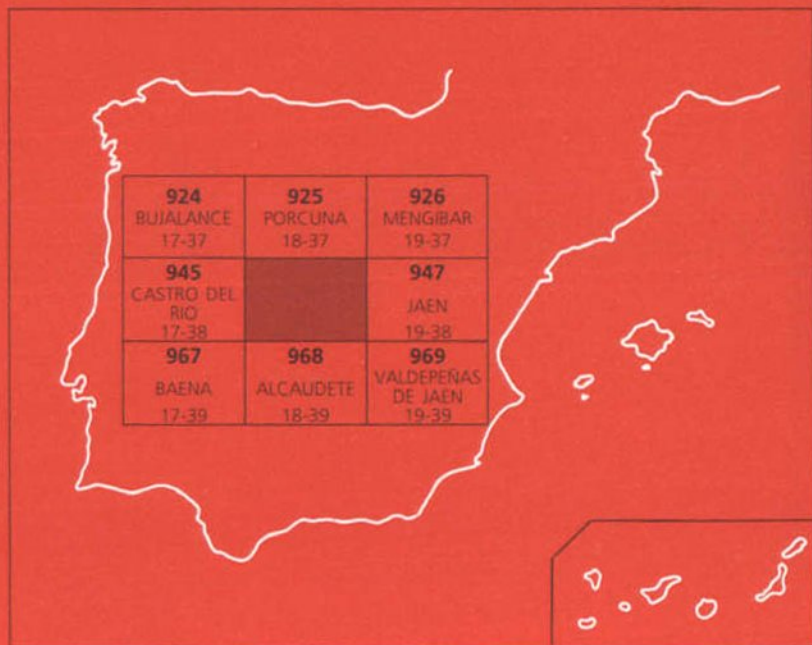 924 925 926
BUJALANCE PORCUNA MENGIBAR
17-37 18-37 19-37
945 947
CASTRO DEL RIO JAEN
17-38 19-38
967 968 969
BAENA ALCAUDETE VALDEPEÑAS DE JAEN
17-39 18-39 19-39